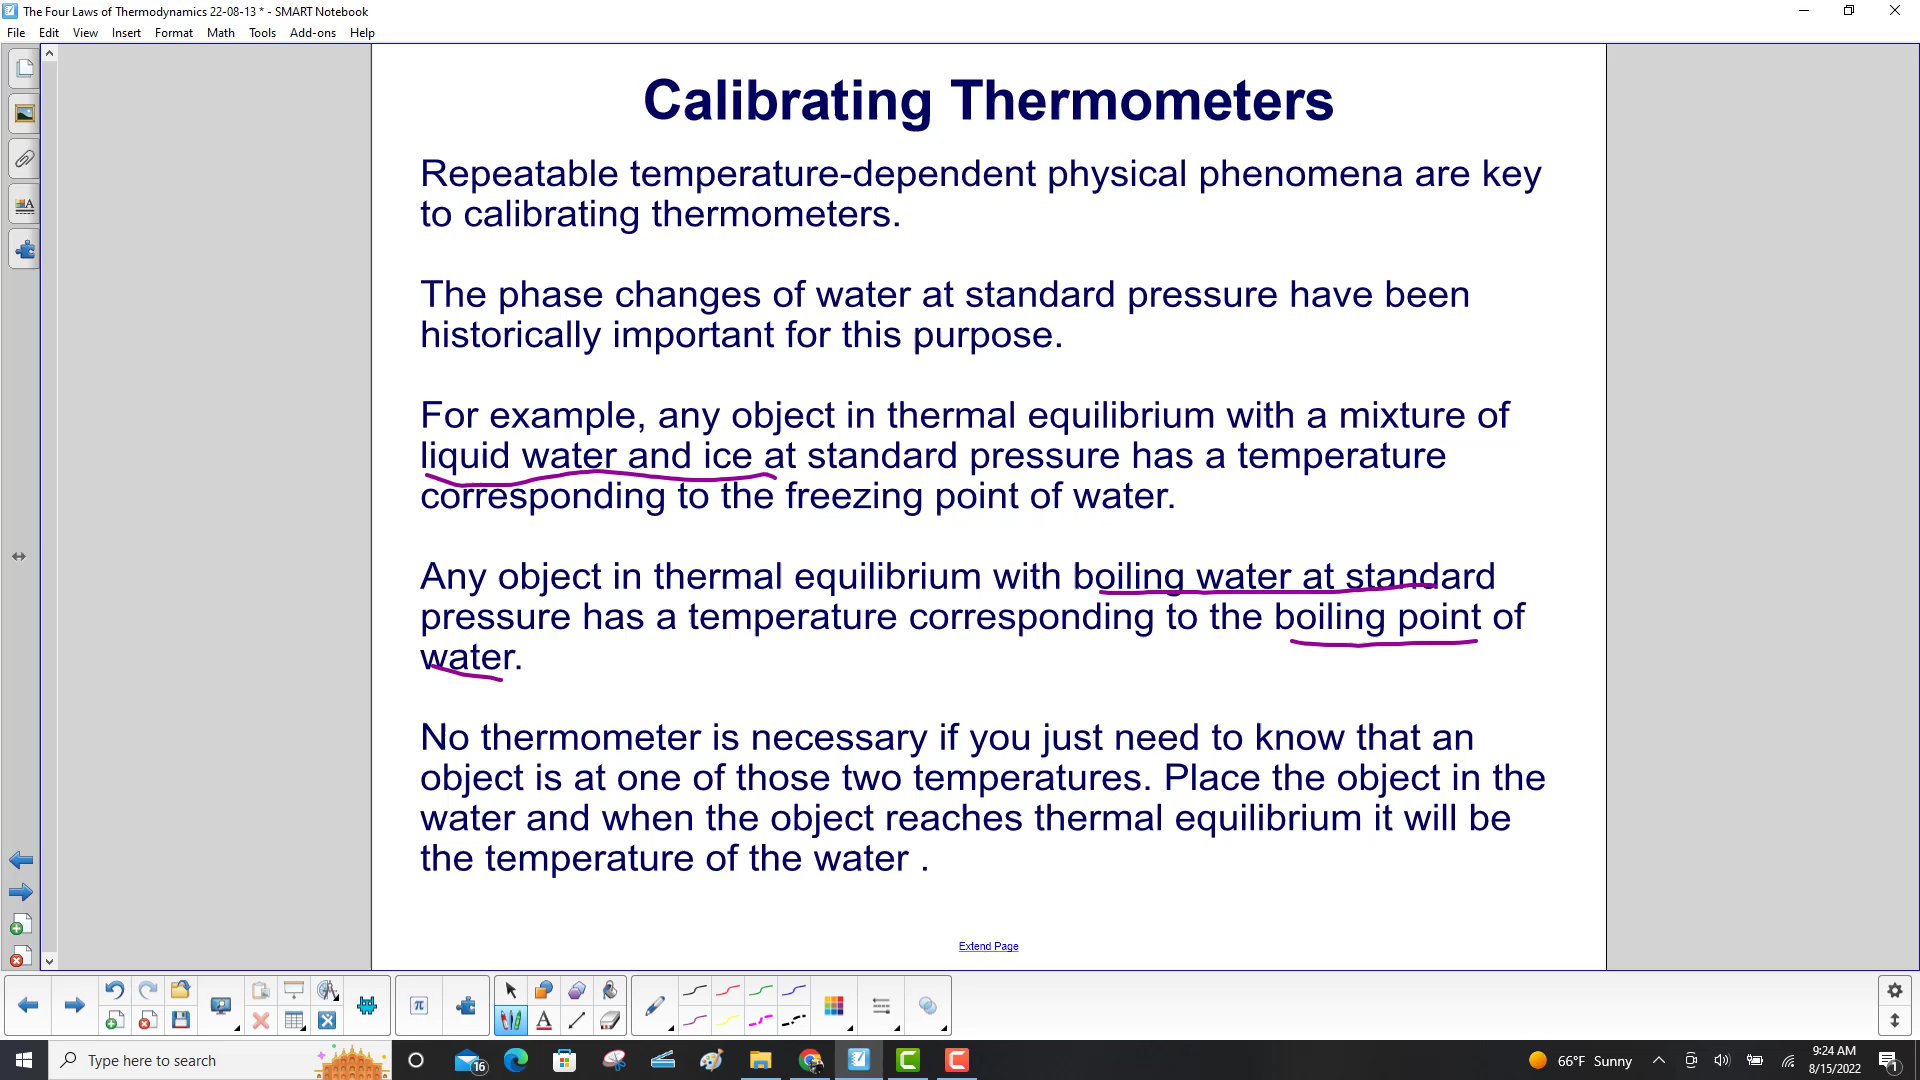 The Four Laws of Thermodynamics 22-08-13 * - SMART Notebook
File Edit View Insert Format Math Tools Add-ons Help
Calibrating Thermometers
Repeatable temperature-dependent physical phenomena are key
to calibrating thermometers.
The phase changes of water at standard pressure have been
historically important for this purpose.
For example, any object in thermal equilibrium with a mixture of
liquid water and ice at standard pressure has a temperature
corresponding to the freezing point of water.
Any object in thermal equilibrium with boiling water at standard
pressure has a temperature corresponding to the boiling point of
water.
No thermometer is necessary if you just need to know that an
object is at one of those two temperatures. Place the object in the
water and when the object reaches thermal equilibrium it will be
the temperature of the water .
Extend Page
π
A
Type here to search
16
66°F Sunny
9:24 AM
8/15/2022
1